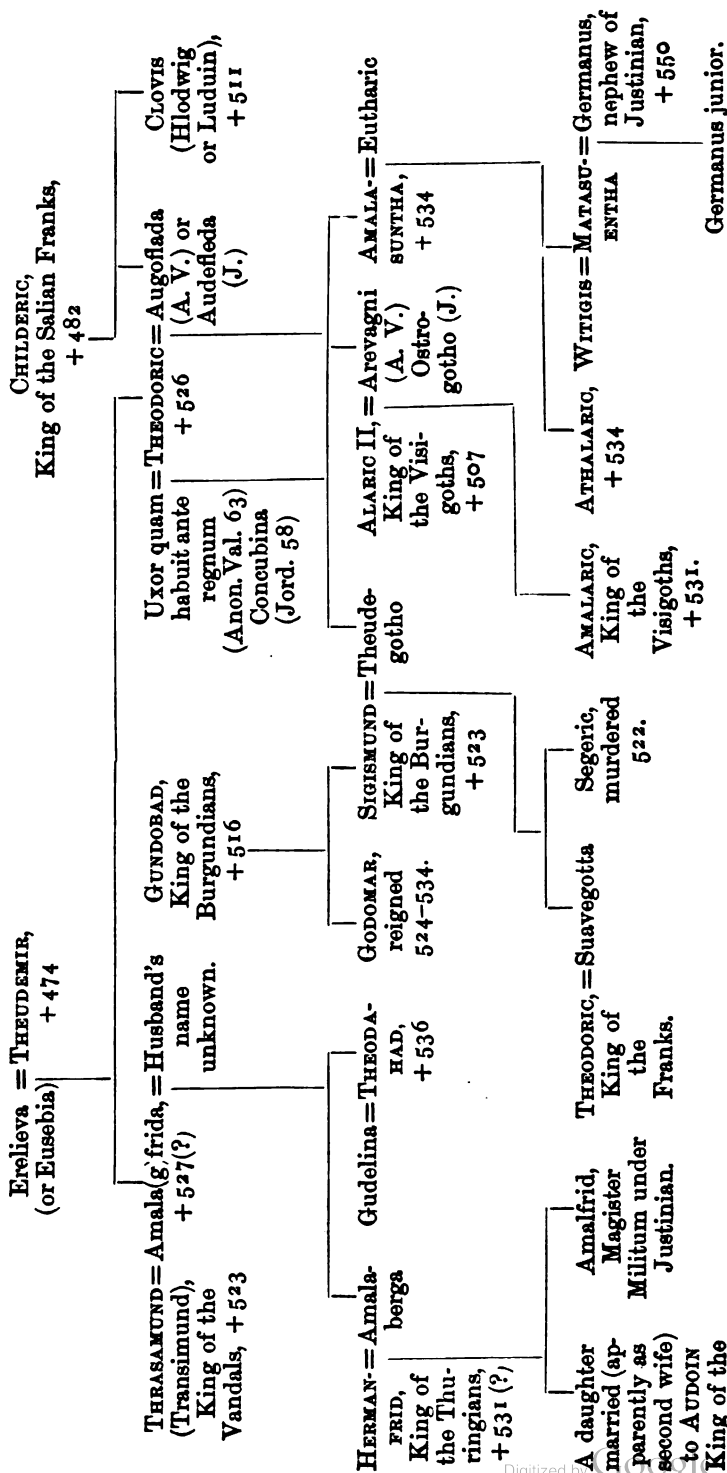 Erelieva = THEUDEMIR,
(or Eusebia) +474
CHILDERIC,
King of the Salian Franks,
+482
THRASAMUND = Amala(g)frida, = Husband's
(Transimund), +527(?) name
King of the unknown.
Vandals, +523
GUNDOBAD,
King of the
Burgundians,
+516
Uxor quam = THEODORIC = Augoflada
habuit ante +526 (A. V.) or
regnum Audefleda
(Anon. Val. 63) (J.)
Concubina
(Jord. 58)
CLOVIS
(Hlodwig
or Luduin),
+511
HERMAN- = Amala-
FRID, berga
King of
the Thu-
ringians,
+531(?)
Gudelina = THEODA-
HAD,
+536
GODOMAR,
reigned
524–534.
SIGISMUND = Theude-
King of gotho
the Bur-
gundians,
+523
ALARIC II, = Arevagni
King of (A. V.)
the Visi- Ostro-
goths, gotho (J.)
+507
AMALA- = Eutharic
SUNTHA,
+534
A daughter
married (ap-
parently as
second wife)
to AUDOIN
King of the
Amalfrid,
Magister
Militum under
Justinian.
THEODORIC, = Suavegotta
King of
the
Franks.
Segeric,
murdered
522.
AMALARIC,
King of
the
Visigoths,
+531.
ATHALARIC,
+534
WITIGIS = MATASU- = Germanus,
ENTHA nephew of
Justinian,
+550
Germanus junior.
Digitized by Google